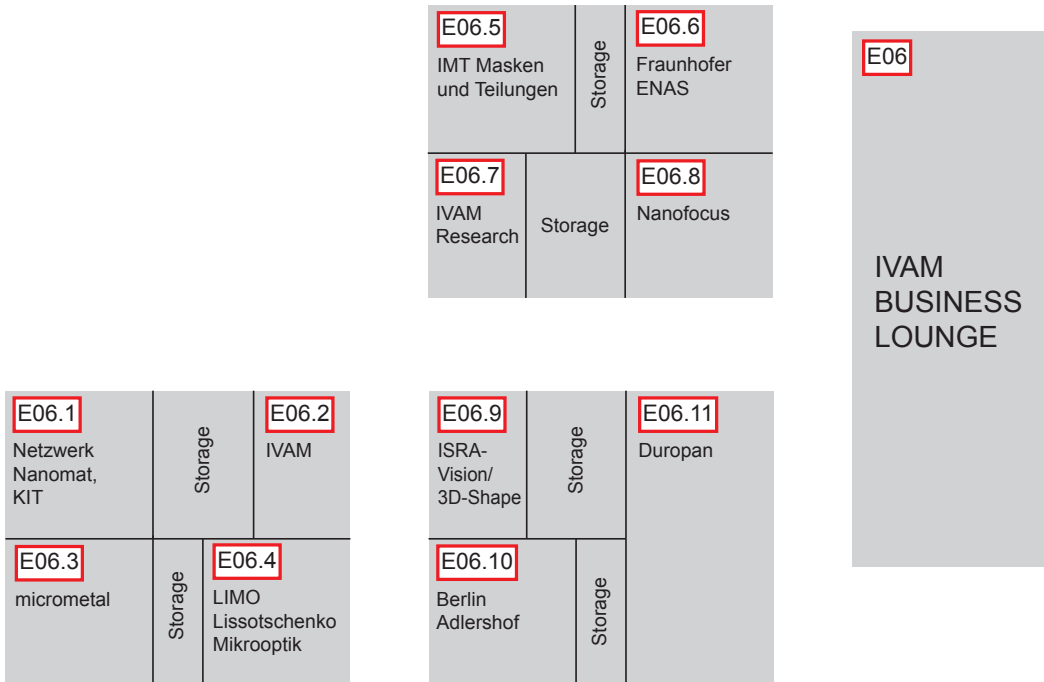 E06.5
IMT Masken
und Teilungen
Storage
E06.6
Fraunhofer
ENAS
E06.7
IVAM
Research
Storage
E06.8
Nanofocus
E06
IVAM
BUSINESS
LOUNGE
E06.1
Netzwerk
Nanomat,
KIT
Storage
E06.2
IVAM
E06.3
micrometal
Storage
E06.4
LIMO
Lissotschenko
Mikrooptik
E06.9
ISRA-
Vision/
3D-Shape
Storage
E06.11
Duropan
E06.10
Berlin
Adlershof
Storage